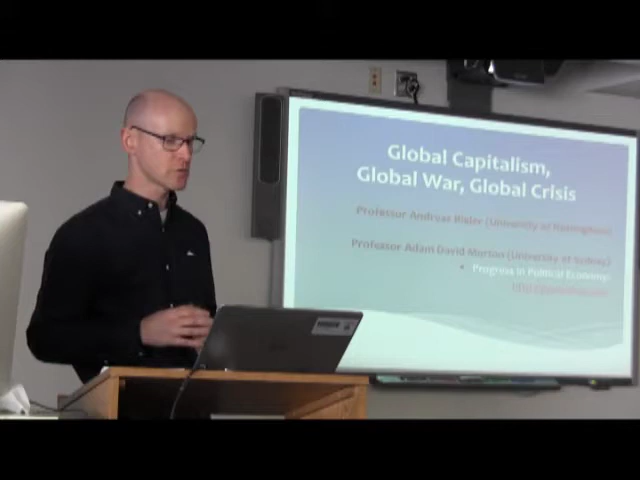 Global Capitalism,
Global War, Global Crisis
Professor Andreas Bieler (University of Nottingham)
Professor Adam David Morton (University of Sydney)
Progress in Political Economy: